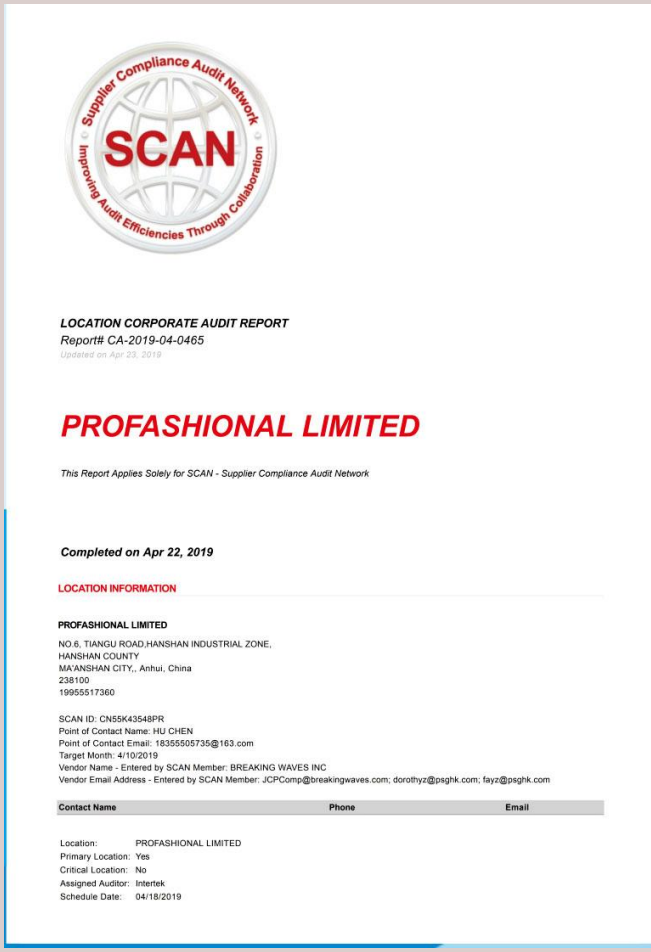 Supplier Compliance Audit Network
SCAN
Improving Audit Efficiencies Through Collaboration
LOCATION CORPORATE AUDIT REPORT
Report# CA-2019-04-0465
Updated on Apr 23, 2019
PROFASHIONAL LIMITED
This Report Applies Solely for SCAN - Supplier Compliance Audit Network
Completed on Apr 22, 2019
LOCATION INFORMATION
PROFASHIONAL LIMITED
NO.6, TIANGU ROAD,HANSHAN INDUSTRIAL ZONE,
HANSHAN COUNTY
MA'ANSHAN CITY,, Anhui, China
238100
19955517360
SCAN ID: CN55K43548PR
Point of Contact Name: HU CHEN
Point of Contact Email: 18355505735@163.com
Target Month: 4/10/2019
Vendor Name - Entered by SCAN Member: BREAKING WAVES INC
Vendor Email Address - Entered by SCAN Member: JCPComp@breakingwaves.com; dorothyz@psghk.com; fayz@psghk.com
Contact Name Phone Email
Location: PROFASHIONAL LIMITED
Primary Location: Yes
Critical Location: No
Assigned Auditor: Intertek
Schedule Date: 04/18/2019